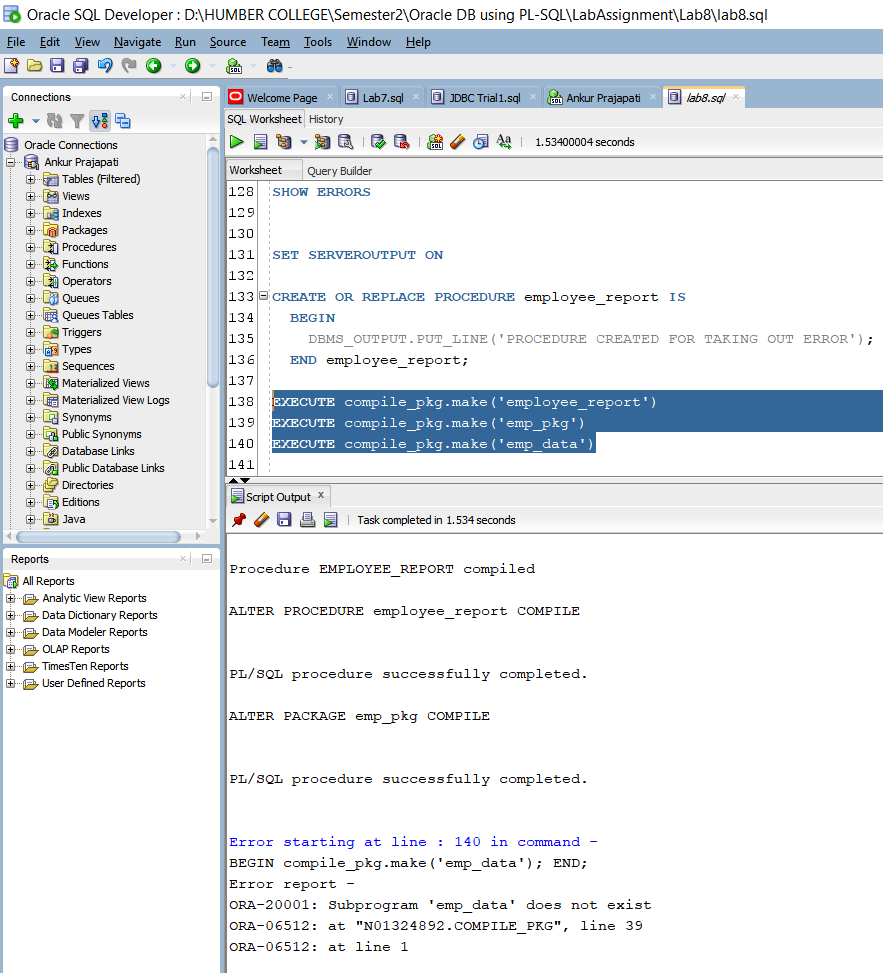 Oracle SQL Developer : D:\HUMBER COLLEGE\Semester2\Oracle DB using PL-SQL\LabAssignment\Lab8\lab8.sql
File Edit View Navigate Run Source Team Tools Window Help
Connections
Oracle Connections
Ankur Prajapati
Tables (Filtered)
Views
Indexes
Packages
Procedures
Functions
Operators
Queues
Queues Tables
Triggers
Types
Sequences
Materialized Views
Materialized View Logs
Synonyms
Public Synonyms
Database Links
Public Database Links
Directories
Editions
Java
Reports
All Reports
Analytic View Reports
Data Dictionary Reports
Data Modeler Reports
OLAP Reports
TimesTen Reports
User Defined Reports
Welcome Page Lab7.sql JDBC Trial1.sql Ankur Prajapati lab8.sql
SQL Worksheet History
1.53400004 seconds
Worksheet Query Builder
128 SHOW ERRORS
129
130
131 SET SERVEROUTPUT ON
132
133 CREATE OR REPLACE PROCEDURE employee_report IS
134 BEGIN
135 DBMS_OUTPUT.PUT_LINE('PROCEDURE CREATED FOR TAKING OUT ERROR');
136 END employee_report;
137
138 EXECUTE compile_pkg.make('employee_report')
139 EXECUTE compile_pkg.make('emp_pkg')
140 EXECUTE compile_pkg.make('emp_data')
141
Script Output
Task completed in 1.534 seconds
Procedure EMPLOYEE_REPORT compiled
ALTER PROCEDURE employee_report COMPILE
PL/SQL procedure successfully completed.
ALTER PACKAGE emp_pkg COMPILE
PL/SQL procedure successfully completed.
Error starting at line : 140 in command -
BEGIN compile_pkg.make('emp_data'); END;
Error report -
ORA-20001: Subprogram 'emp_data' does not exist
ORA-06512: at "N01324892.COMPILE_PKG", line 39
ORA-06512: at line 1